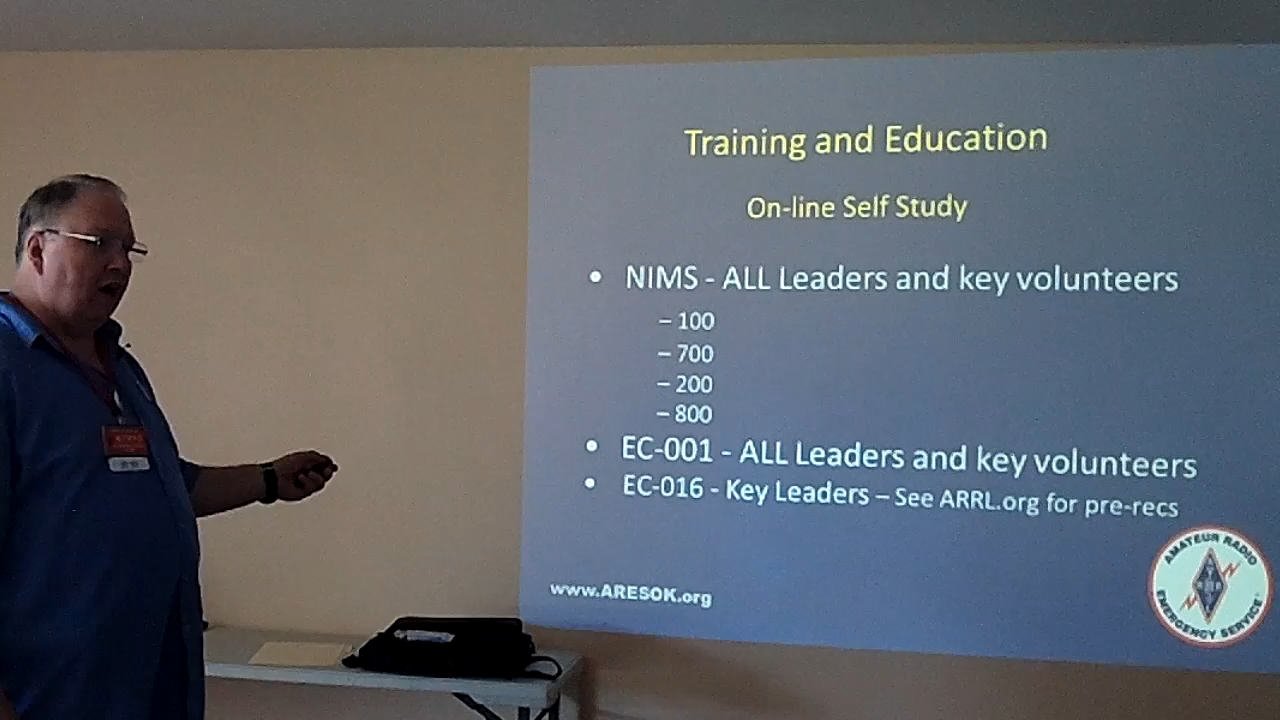 Training and Education
On-line Self Study
• NIMS - ALL Leaders and key volunteers
– 100
– 700
– 200
– 800
• EC-001 - ALL Leaders and key volunteers
• EC-016 - Key Leaders – See ARRL.org for pre-recs
www.ARESOK.org
AMATEUR RADIO
EMERGENCY SERVICE